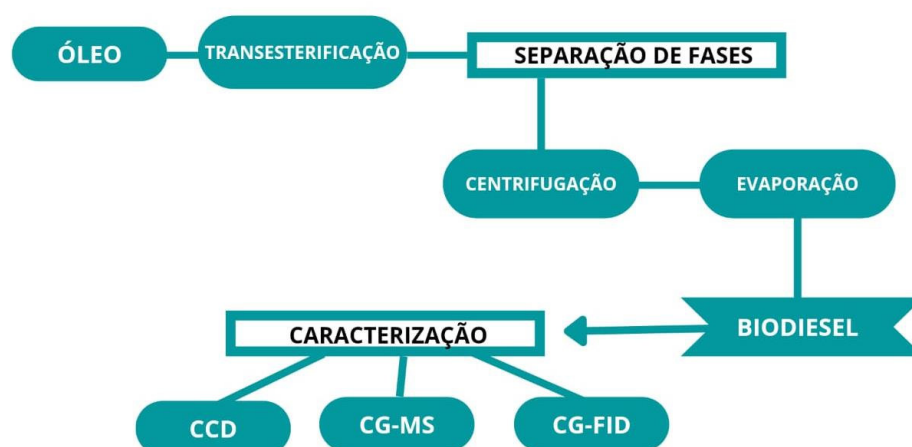 ÓLEO
TRANSESTERIFICAÇÃO
SEPARAÇÃO DE FASES
CENTRIFUGAÇÃO
EVAPORAÇÃO
BIODIESEL
CARACTERIZAÇÃO
CCD
CG-MS
CG-FID